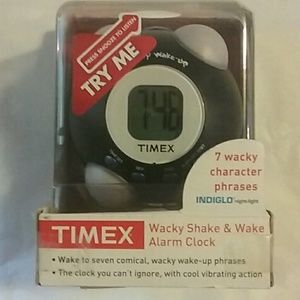 PRESS SNOOZE TO LISTEN
TRY ME
Wake-up
7:48
TIMEX
7 wacky
character
phrases
INDIGLO night-light
TIMEX
Wacky Shake & Wake
Alarm Clock
• Wake to seven comical, wacky wake-up phrases
• The clock you can't ignore, with cool vibrating action